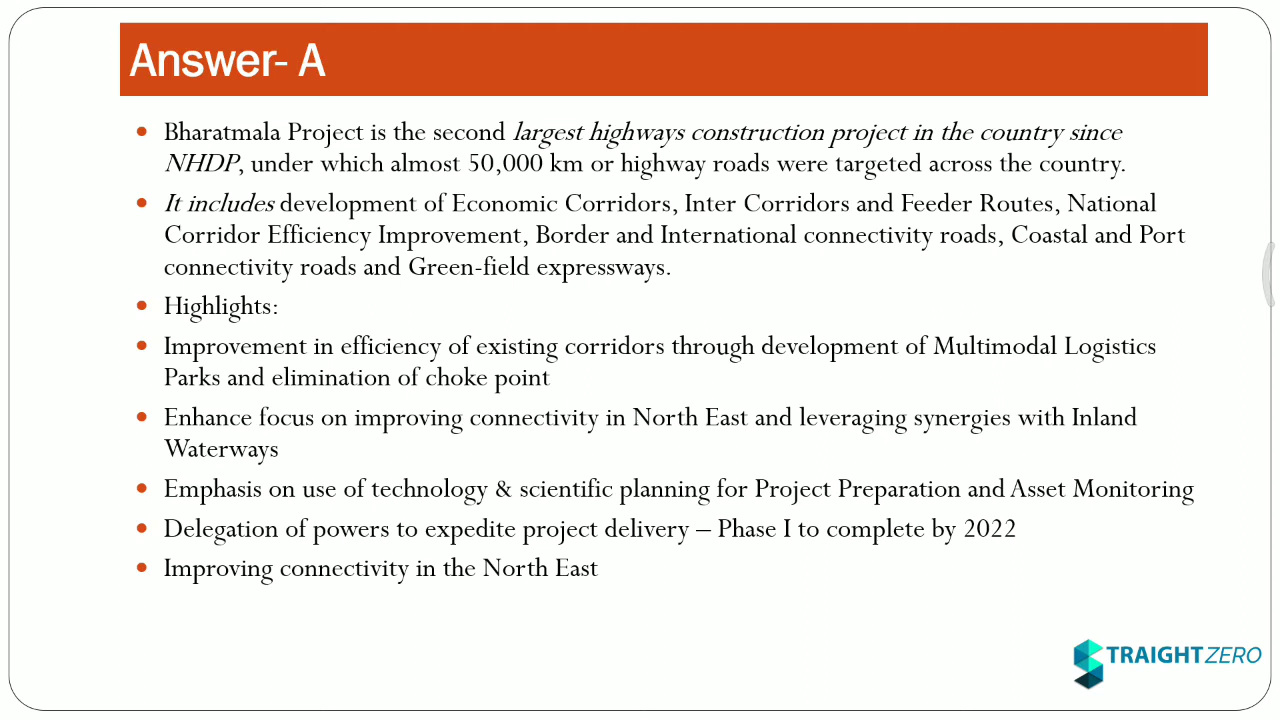 Answer- A
Bharatmala Project is the second largest highways construction project in the country since
NHDP, under which almost 50,000 km or highway roads were targeted across the country.
It includes development of Economic Corridors, Inter Corridors and Feeder Routes, National
Corridor Efficiency Improvement, Border and International connectivity roads, Coastal and Port
connectivity roads and Green-field expressways.
Highlights:
Improvement in efficiency of existing corridors through development of Multimodal Logistics
Parks and elimination of choke point
Enhance focus on improving connectivity in North East and leveraging synergies with Inland
Waterways
Emphasis on use of technology & scientific planning for Project Preparation and Asset Monitoring
Delegation of powers to expedite project delivery – Phase I to complete by 2022
Improving connectivity in the North East
STRAIGHTZERO